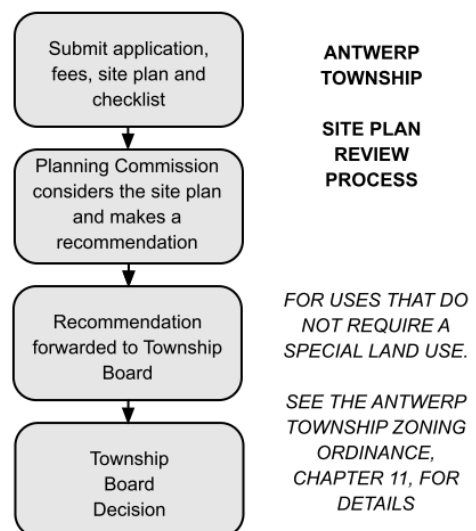 Submit application,
fees, site plan and
checklist
Planning Commission
considers the site plan
and makes a
recommendation
Recommendation
forwarded to Township
Board
Township
Board
Decision
ANTWERP
TOWNSHIP
SITE PLAN
REVIEW
PROCESS
FOR USES THAT DO
NOT REQUIRE A
SPECIAL LAND USE.
SEE THE ANTWERP
TOWNSHIP ZONING
ORDINANCE,
CHAPTER 11, FOR
DETAILS